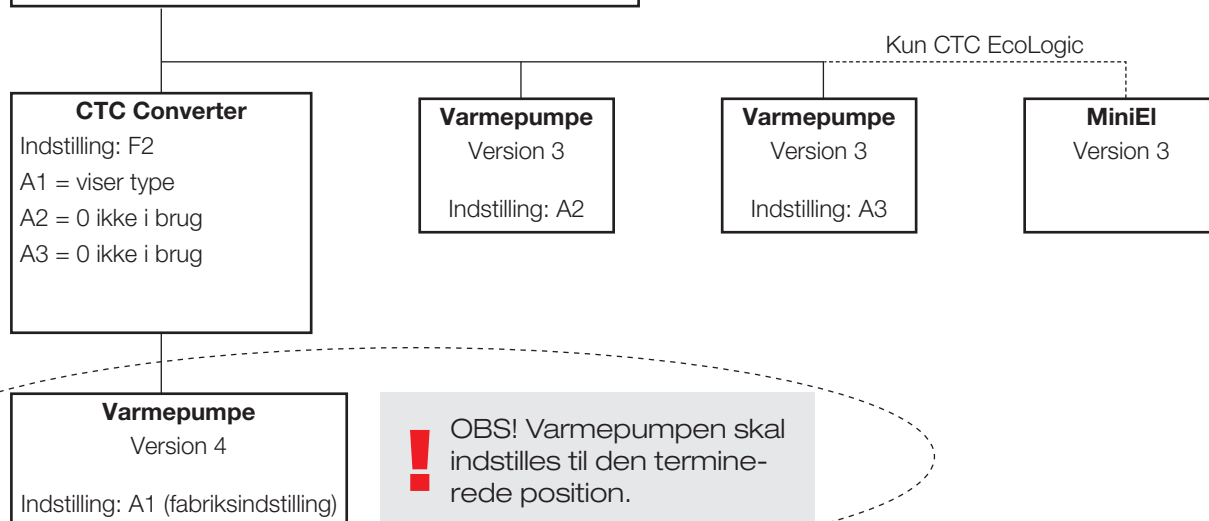 Kun CTC EcoLogic
CTC Converter
Indstilling: F2
A1 = viser type
A2 = 0 ikke i brug
A3 = 0 ikke i brug
Varmepumpe
Version 3
Indstilling: A2
Varmepumpe
Version 3
Indstilling: A3
MiniEl
Version 3
Varmepumpe
Version 4
Indstilling: A1 (fabriksindstilling)
! OBS! Varmepumpen skal
indstilles til den termine-
rede position.